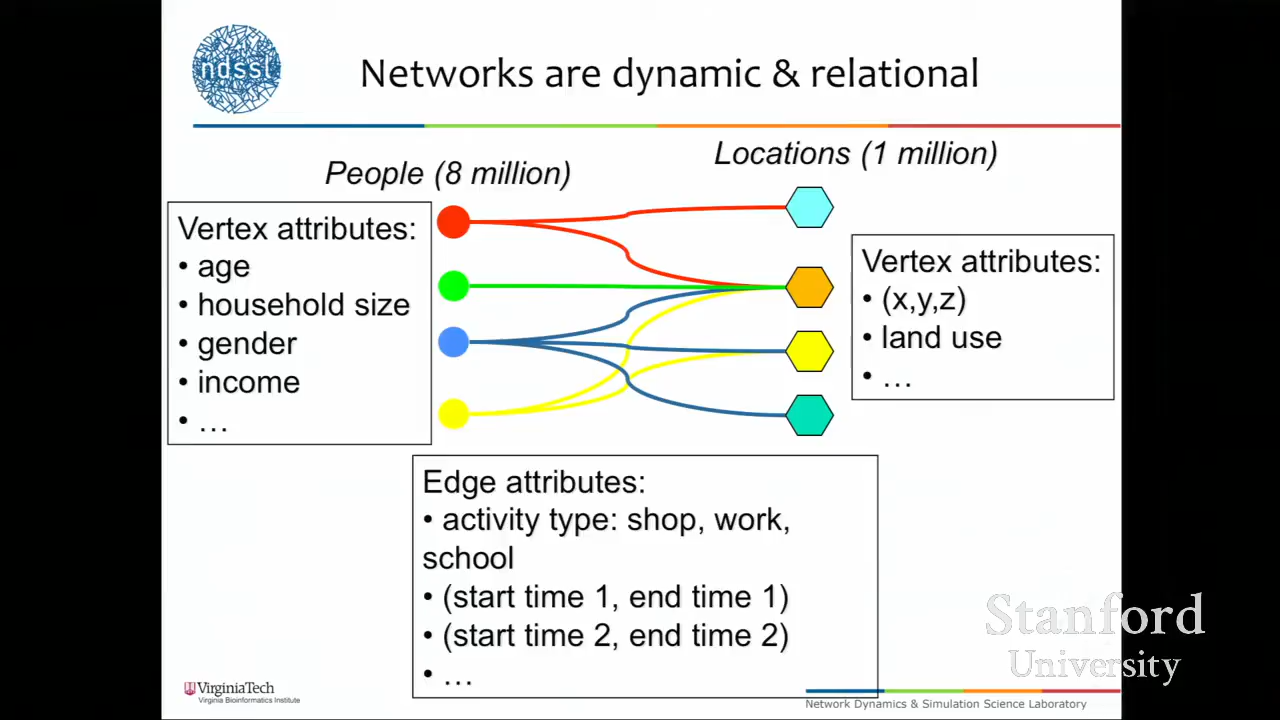 ndssl
Networks are dynamic & relational
People (8 million)
Locations (1 million)
Vertex attributes:
• age
• household size
• gender
• income
• …
Vertex attributes:
• (x,y,z)
• land use
• …
Edge attributes:
• activity type: shop, work,
school
• (start time 1, end time 1)
• (start time 2, end time 2)
• …
Stanford
University
VirginiaTech
Virginia Bioinformatics Institute
Network Dynamics & Simulation Science Laboratory